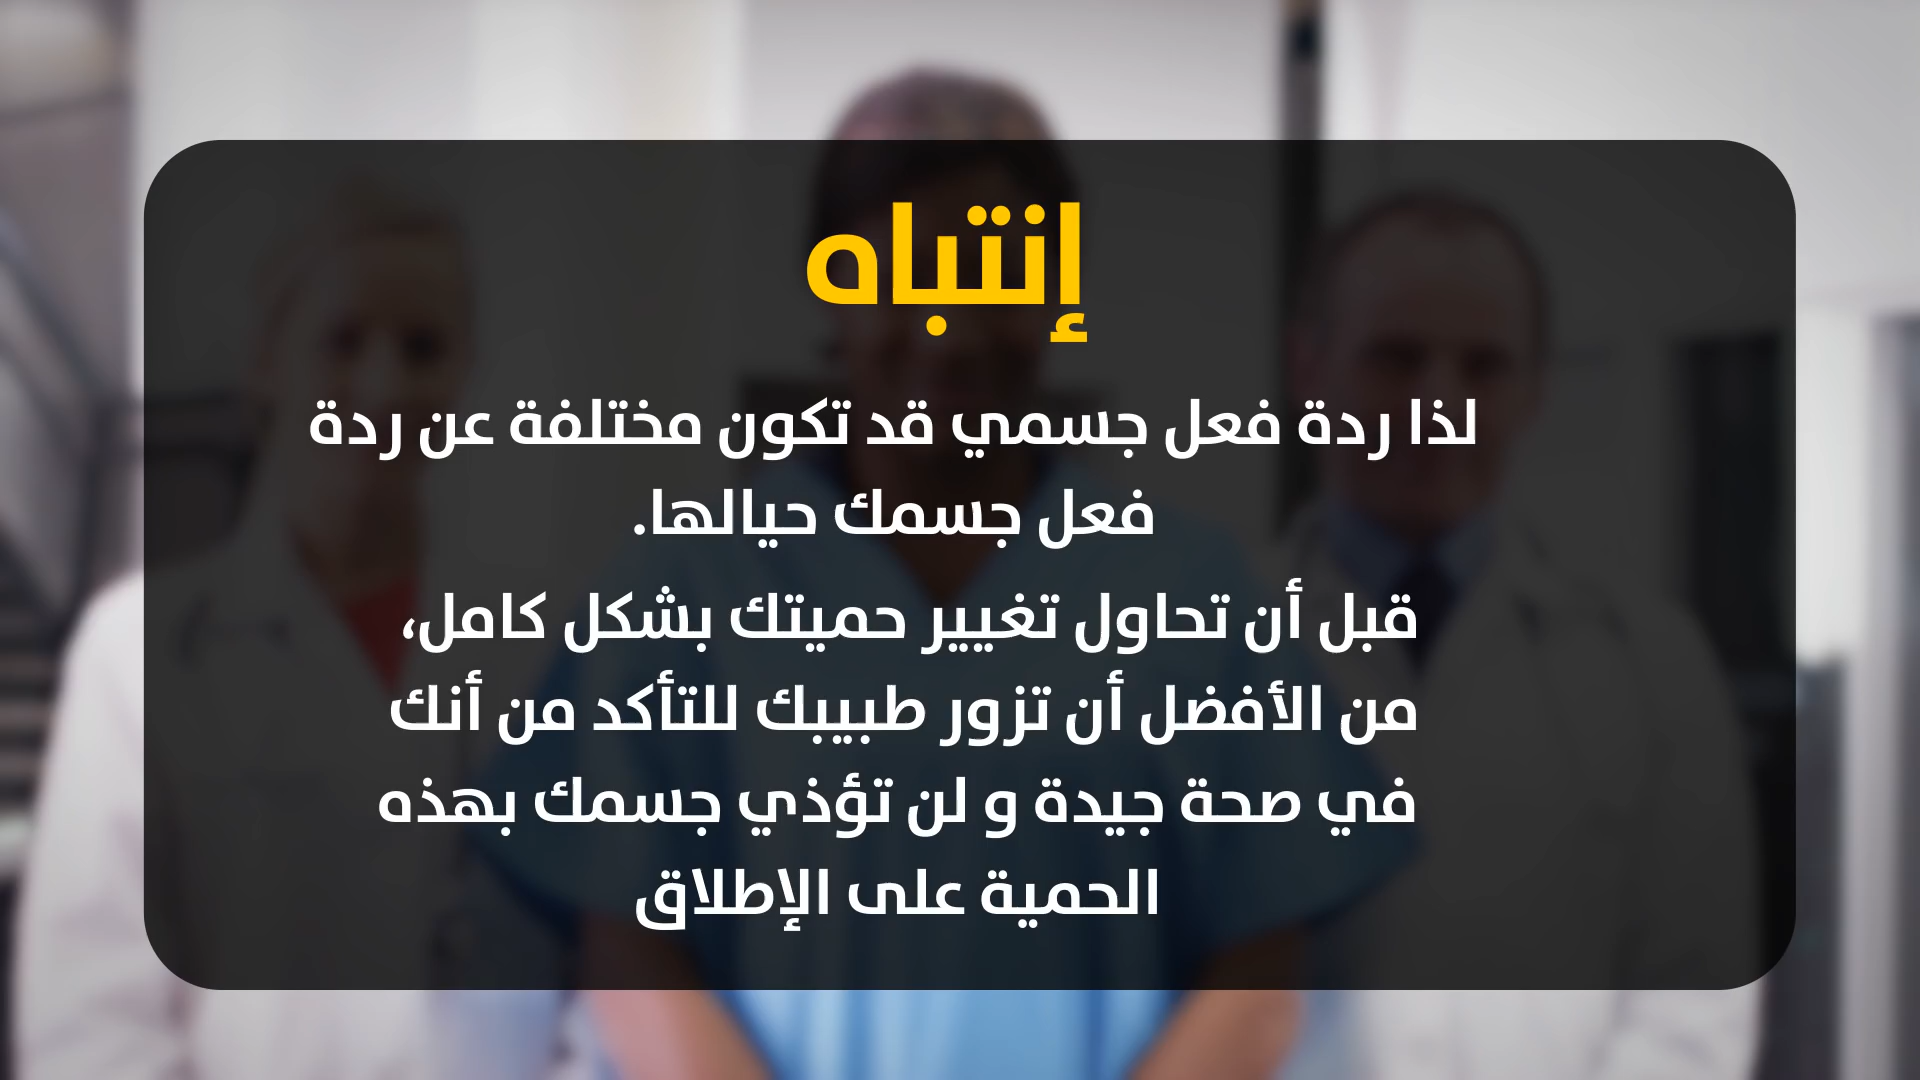 إنتباه
لذا ردة فعل جسمي قد تكون مختلفة عن ردة
فعل جسمك حيالها.
قبل أن تحاول تغيير حميتك بشكل كامل،
من الأفضل أن تزور طبيبك للتأكد من أنك
في صحة جيدة و لن تؤذي جسمك بهذه
الحمية على الإطلاق